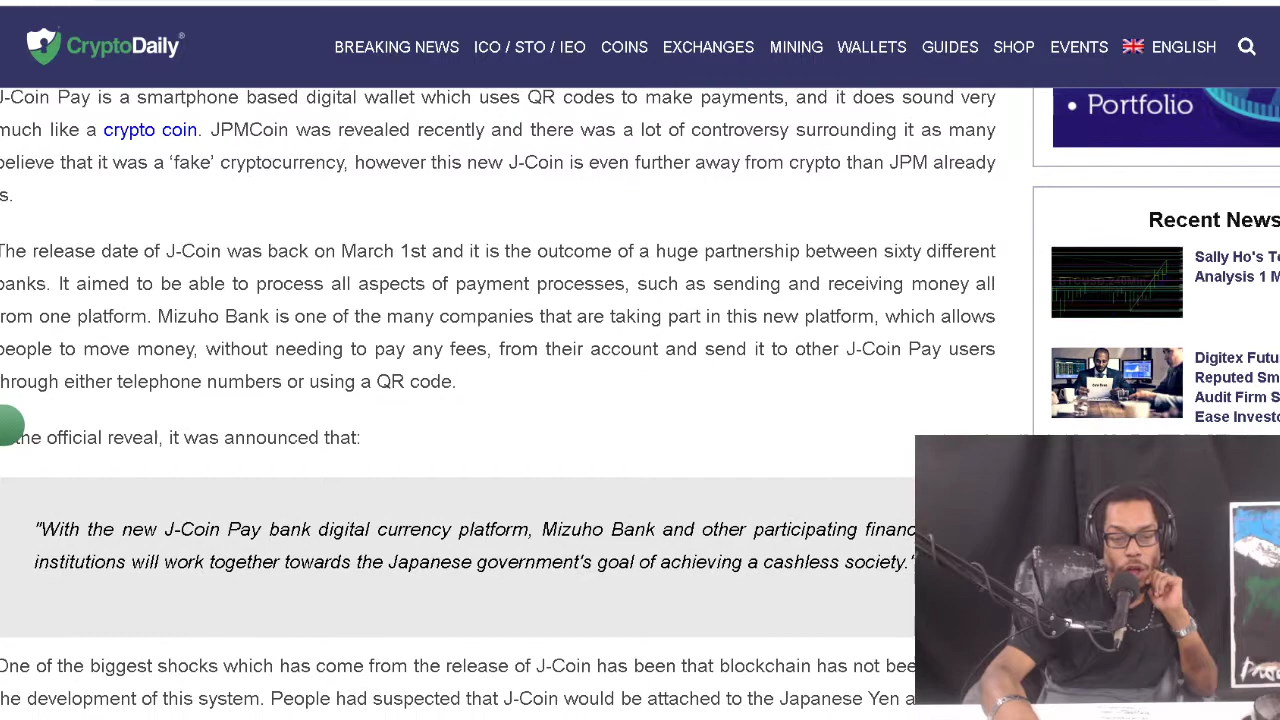 CryptoDaily®
BREAKING NEWS ICO / STO / IEO COINS EXCHANGES MINING WALLETS GUIDES SHOP EVENTS ENGLISH
J-Coin Pay is a smartphone based digital wallet which uses QR codes to make payments, and it does sound very
much like a crypto coin. JPMCoin was revealed recently and there was a lot of controversy surrounding it as many
believe that it was a ‘fake’ cryptocurrency, however this new J-Coin is even further away from crypto than JPM already
is.
The release date of J-Coin was back on March 1st and it is the outcome of a huge partnership between sixty different
banks. It aimed to be able to process all aspects of payment processes, such as sending and receiving money all
from one platform. Mizuho Bank is one of the many companies that are taking part in this new platform, which allows
people to move money, without needing to pay any fees, from their account and send it to other J-Coin Pay users
through either telephone numbers or using a QR code.
the official reveal, it was announced that:
"With the new J-Coin Pay bank digital currency platform, Mizuho Bank and other participating financ
institutions will work together towards the Japanese government's goal of achieving a cashless society."
One of the biggest shocks which has come from the release of J-Coin has been that blockchain has not bee
the development of this system. People had suspected that J-Coin would be attached to the Japanese Yen a
• Portfolio
Recent News
Sally Ho's Te
Analysis 1 M
Digitex Futu
Reputed Sm
Audit Firm S
Ease Investo